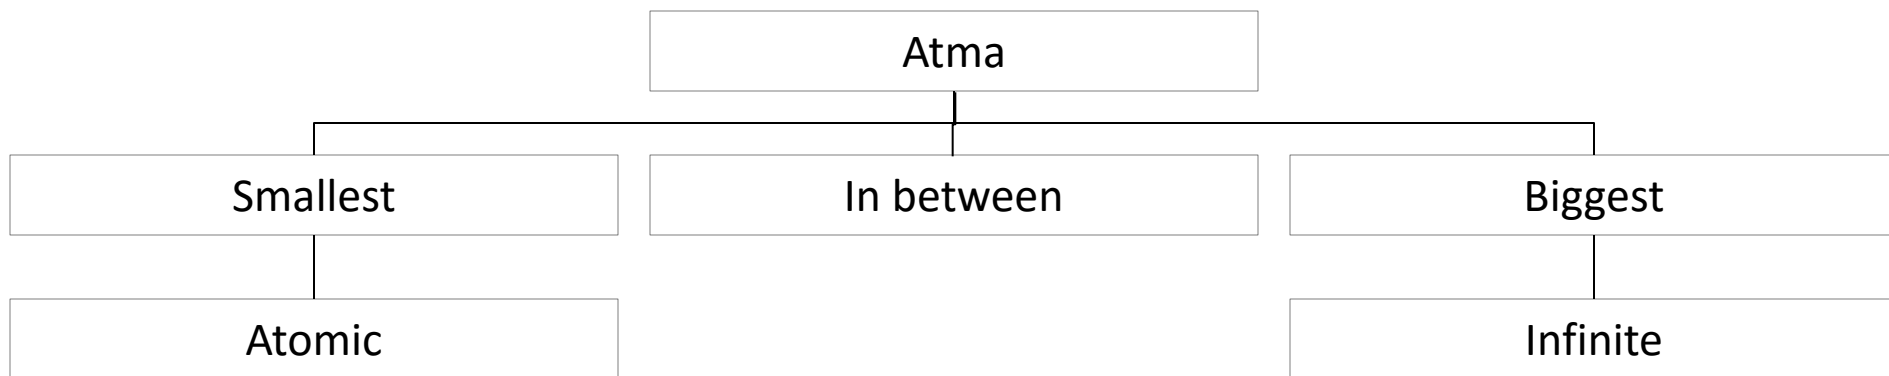 Atma
Smallest
In between
Biggest
Atomic
Infinite